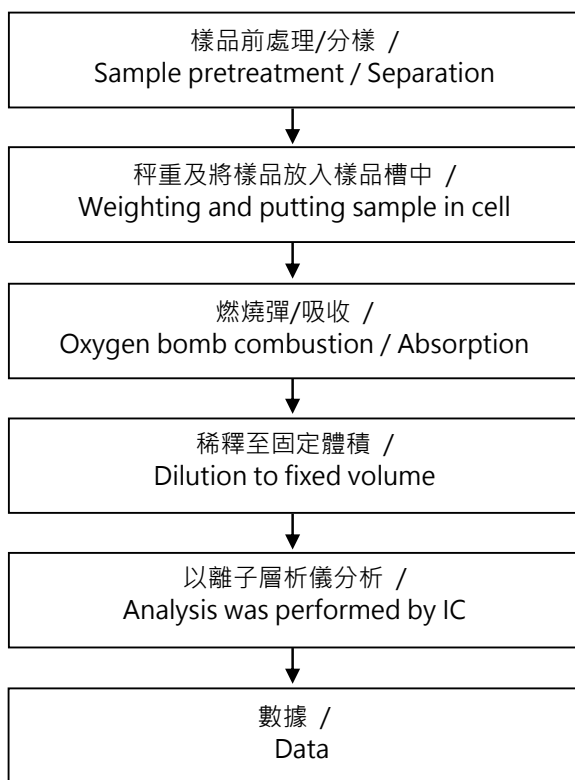 樣品前處理/分樣 /
Sample pretreatment / Separation
秤重及將樣品放入樣品槽中 /
Weighting and putting sample in cell
燃燒彈/吸收 /
Oxygen bomb combustion / Absorption
稀釋至固定體積 /
Dilution to fixed volume
以離子層析儀分析 /
Analysis was performed by IC
數據 /
Data